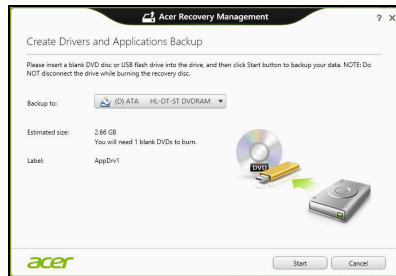 Acer Recovery Management
? ×
Create Drivers and Applications Backup
Please insert a blank DVD disc or USB flash drive into the drive, and then click Start button to backup your data. NOTE: Do
NOT disconnect the drive while burning the recovery disc.
Backup to:
(D) ATA HL-DT-ST DVDRAM
Estimated size:
2.66 GB
You will need 1 blank DVDs to burn.
Label:
AppDrv1
DVD
acer
Start
Cancel